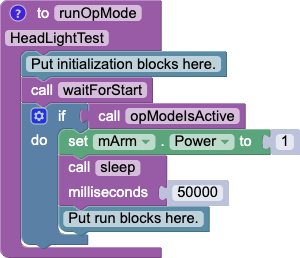 ? to runOpMode
HeadLightTest
Put initialization blocks here.
call waitForStart
if call opModeIsActive
do set mArm . Power to 1
call sleep
milliseconds 50000
Put run blocks here.